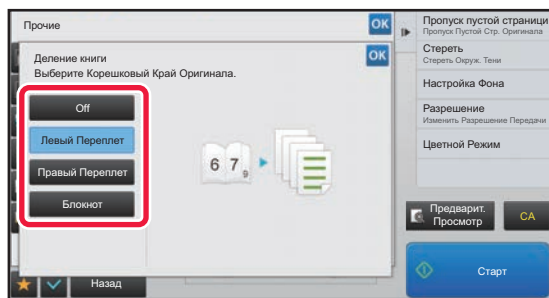 Прочие
OK
Деление книги
Выберите Корешковый Край Оригинала.
OK
Off
Левый Переплет
Правый Переплет
Блокнот
6 7 9
Назад
Пропуск пустой страници
Пропуск Пустой Стр. Оригинала
Стереть
Стереть Окруж. Тени
Настройка Фона
Разрешение
Изменить Разрешение Передачи
Цветной Режим
Предварит.
Просмотр
CA
Старт